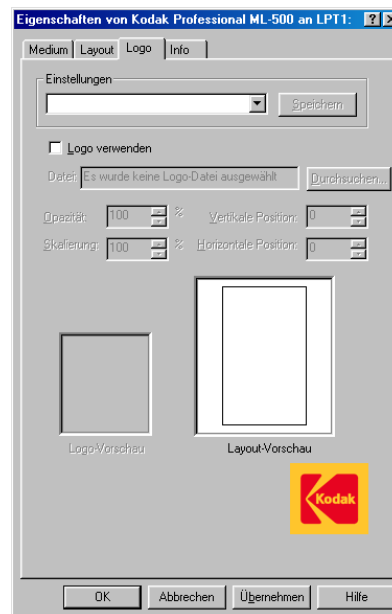 Eigenschaften von Kodak Professional ML-500 an LPT1:
Medium Layout Logo Info
Einstellungen
Speichern
Logo verwenden
Datei: Es wurde keine Logo-Datei ausgewählt Durchsuchen...
Opazität: 100 % Vertikale Position: 0
Skalierung: 100 % Horizontale Position: 0
Logo-Vorschau Layout-Vorschau
Kodak
OK Abbrechen Übernehmen Hilfe